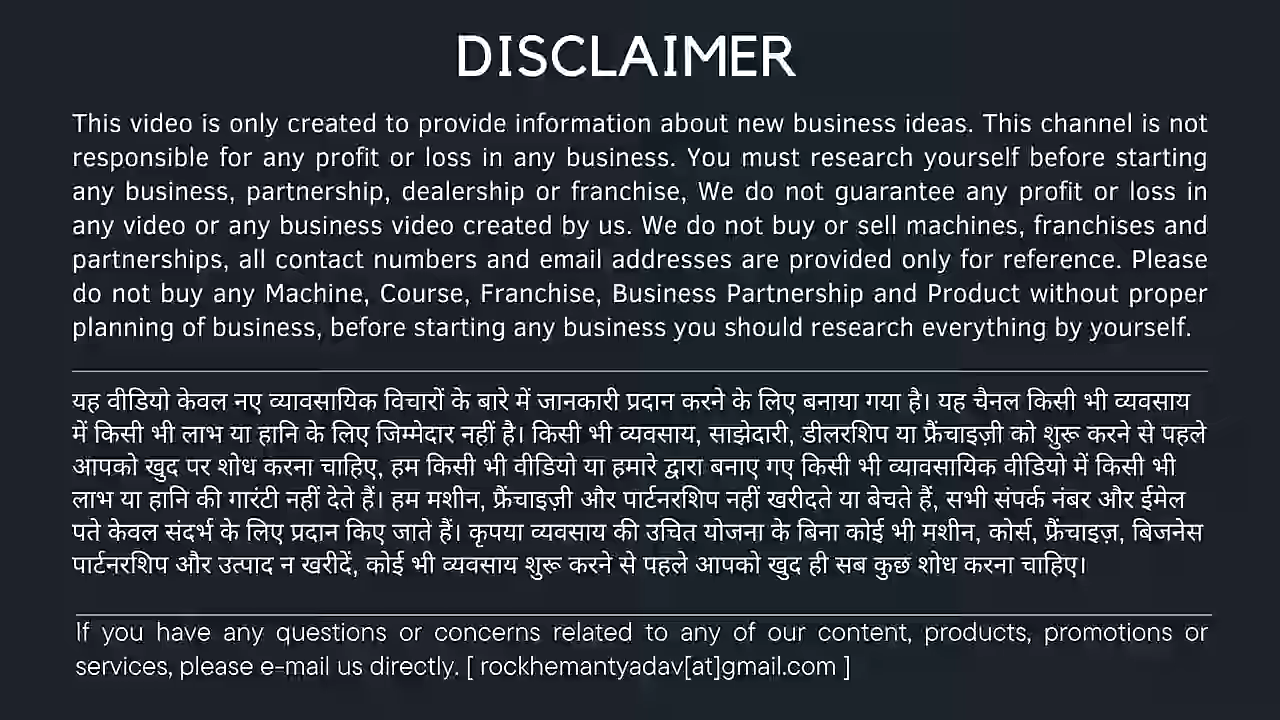 DISCLAIMER
This video is only created to provide information about new business ideas. This channel is not
responsible for any profit or loss in any business. You must research yourself before starting
any business, partnership, dealership or franchise, We do not guarantee any profit or loss in
any video or any business video created by us. We do not buy or sell machines, franchises and
partnerships, all contact numbers and email addresses are provided only for reference. Please
do not buy any Machine, Course, Franchise, Business Partnership and Product without proper
planning of business, before starting any business you should research everything by yourself.
यह वीडियो केवल नए व्यावसायिक विचारों के बारे में जानकारी प्रदान करने के लिए बनाया गया है। यह चैनल किसी भी व्यवसाय
में किसी भी लाभ या हानि के लिए जिम्मेदार नहीं है। किसी भी व्यवसाय, साझेदारी, डीलरशिप या फ्रैंचाइज़ी को शुरू करने से पहले
आपको खुद पर शोध करना चाहिए, हम किसी भी वीडियो या हमारे द्वारा बनाए गए किसी भी व्यावसायिक वीडियो में किसी भी
लाभ या हानि की गारंटी नहीं देते हैं। हम मशीन, फ्रैंचाइज़ी और पार्टनरशिप नहीं खरीदते या बेचते हैं, सभी संपर्क नंबर और ईमेल
पते केवल संदर्भ के लिए प्रदान किए जाते हैं। कृपया व्यवसाय की उचित योजना के बिना कोई भी मशीन, कोर्स, फ्रैंचाइज़, बिजनेस
पार्टनरशिप और उत्पाद न खरीदें, कोई भी व्यवसाय शुरू करने से पहले आपको खुद ही सब कुछ शोध करना चाहिए।
If you have any questions or concerns related to any of our content, products, promotions or
services, please e-mail us directly. [ rockhemantyadav[at]gmail.com ]